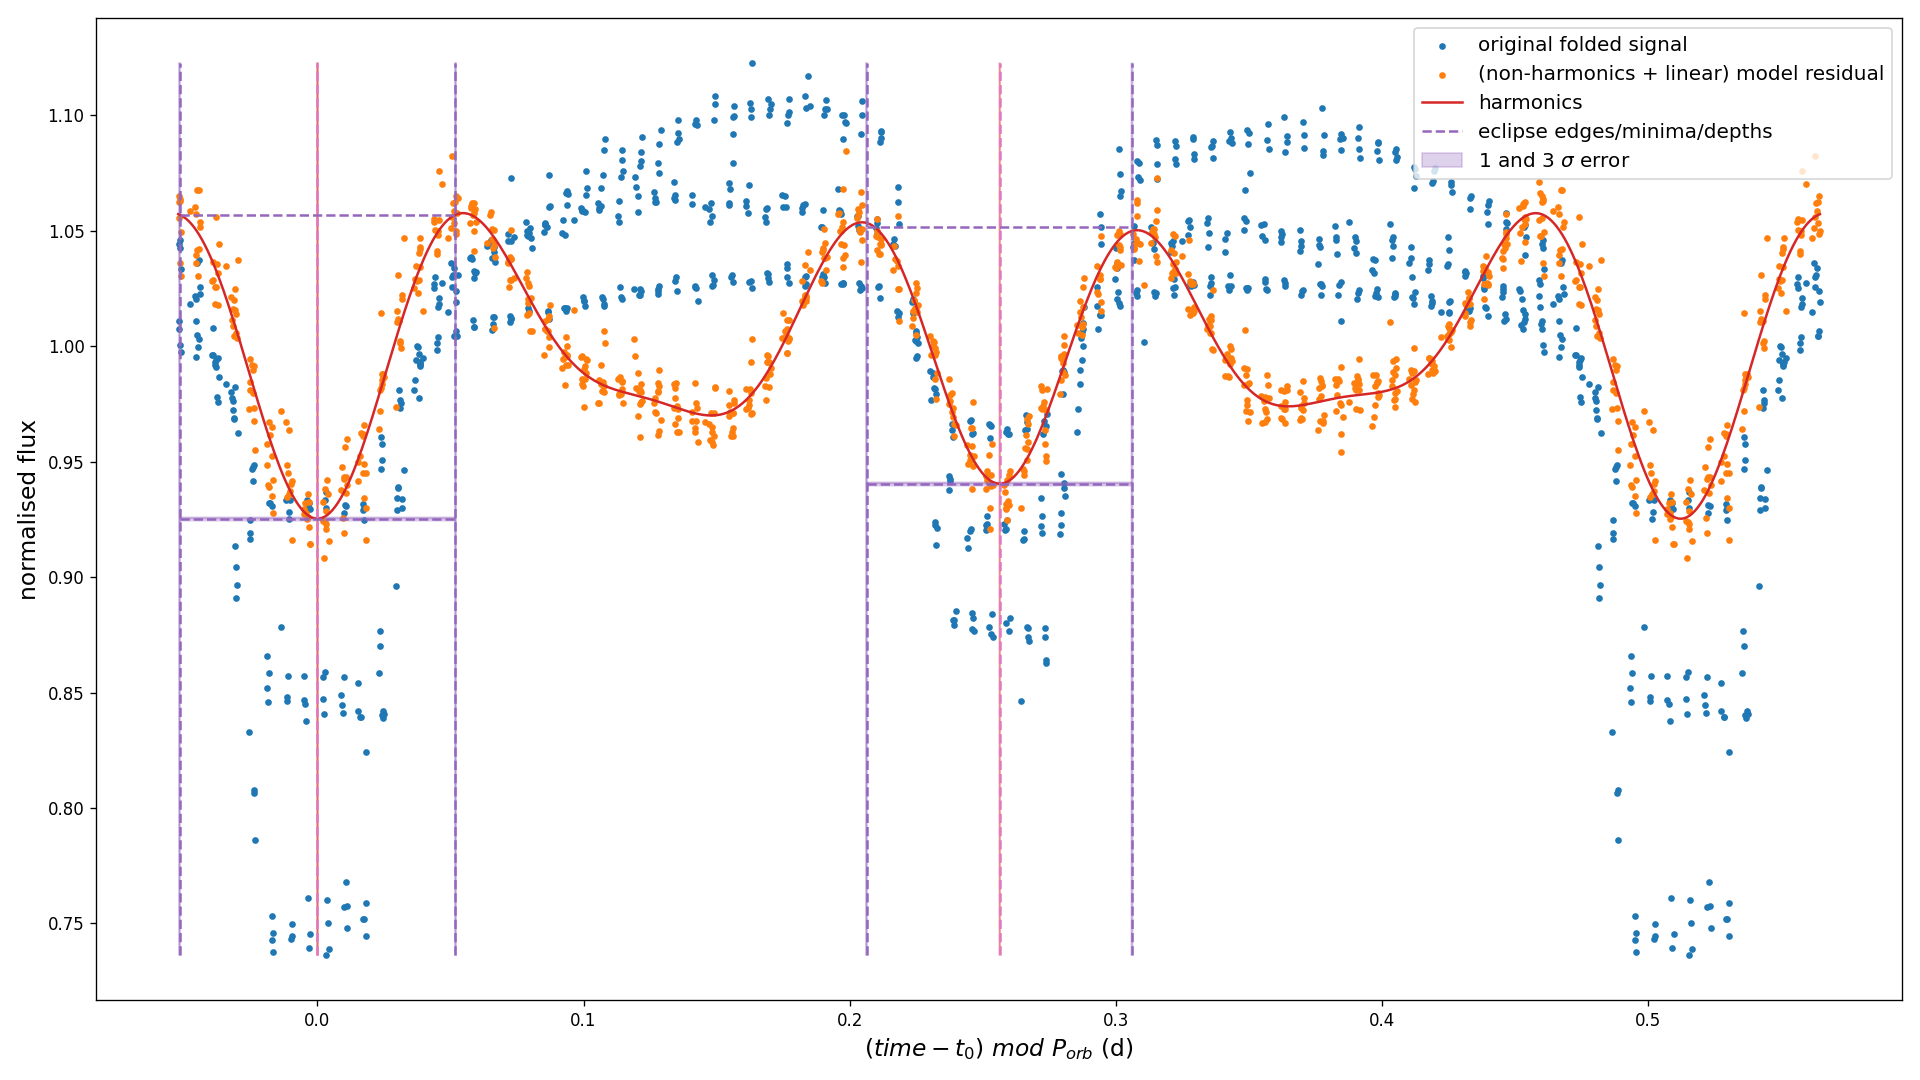 original folded signal
(non-harmonics + linear) model residual
harmonics
eclipse edges/minima/depths
1 and 3 σ error
normalised flux
1.10
1.05
1.00
0.95
0.90
0.85
0.80
0.75
0.0 0.1 0.2 0.3 0.4 0.5
(time − t₀) mod P_orb (d)